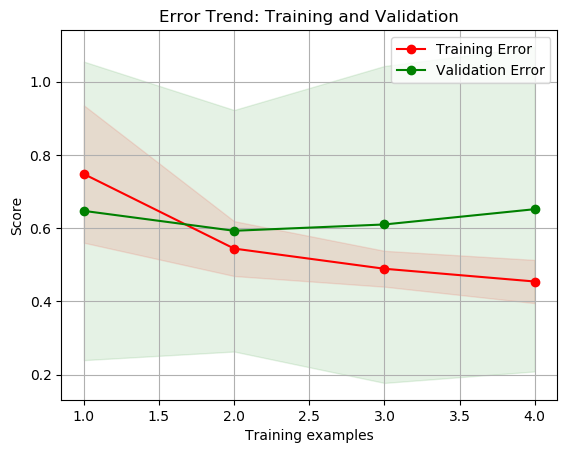 Error Trend: Training and Validation
Training Error
Validation Error
Score
1.0
0.8
0.6
0.4
0.2
1.0 1.5 2.0 2.5 3.0 3.5 4.0
Training examples